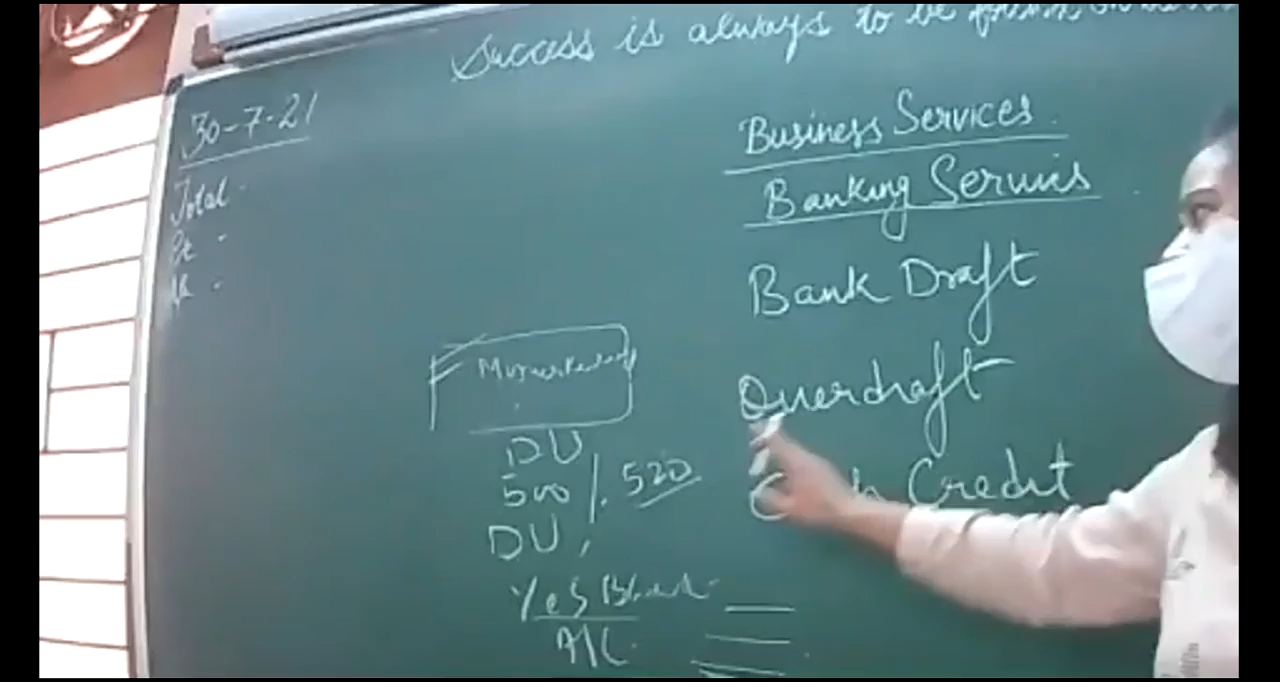 Success is always to be
30-7-21
Total -
Business Services.
Banking Services
Bank Draft
Overdraft
Credit
DU
500 / 520
DU,
Yes Bank
A/C